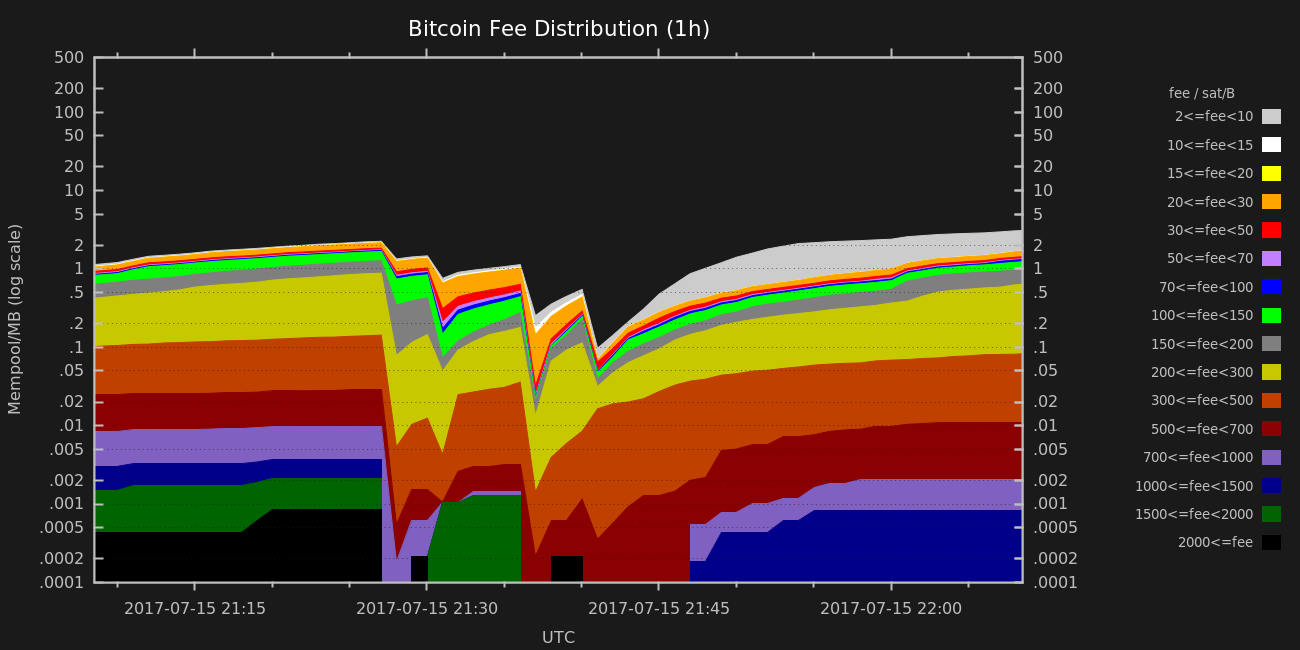 Bitcoin Fee Distribution (1h)
500
200
100
50
20
10
5
2
1
.5
.2
.1
.05
.02
.01
.005
.002
.001
.0005
.0002
.0001
Mempool/MB (log scale)
500
200
100
50
20
10
5
2
1
.5
.2
.1
.05
.02
.01
.005
.002
.001
.0005
.0002
.0001
2017-07-15 21:15
2017-07-15 21:30
2017-07-15 21:45
2017-07-15 22:00
UTC
fee / sat/B
2<=fee<10
10<=fee<15
15<=fee<20
20<=fee<30
30<=fee<50
50<=fee<70
70<=fee<100
100<=fee<150
150<=fee<200
200<=fee<300
300<=fee<500
500<=fee<700
700<=fee<1000
1000<=fee<1500
1500<=fee<2000
2000<=fee